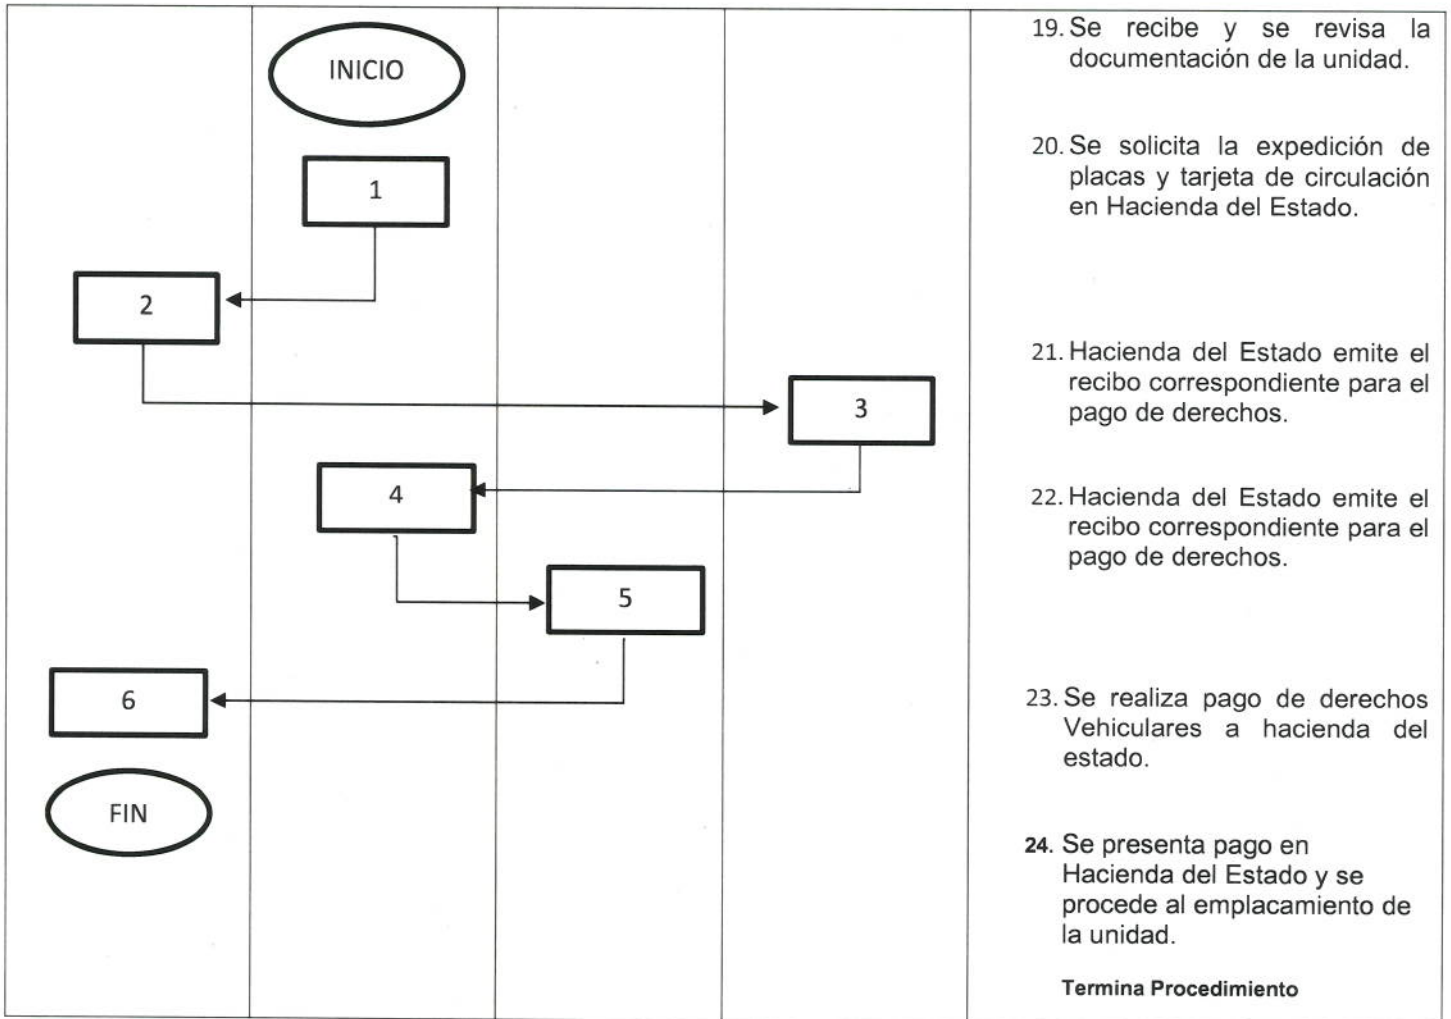 INICIO
1
2
3
4
5
6
FIN
19. Se recibe y se revisa la
documentación de la unidad.
20. Se solicita la expedición de
placas y tarjeta de circulación
en Hacienda del Estado.
21. Hacienda del Estado emite el
recibo correspondiente para el
pago de derechos.
22. Hacienda del Estado emite el
recibo correspondiente para el
pago de derechos.
23. Se realiza pago de derechos
Vehiculares a hacienda del
estado.
24. Se presenta pago en
Hacienda del Estado y se
procede al emplacamiento de
la unidad.
Termina Procedimiento